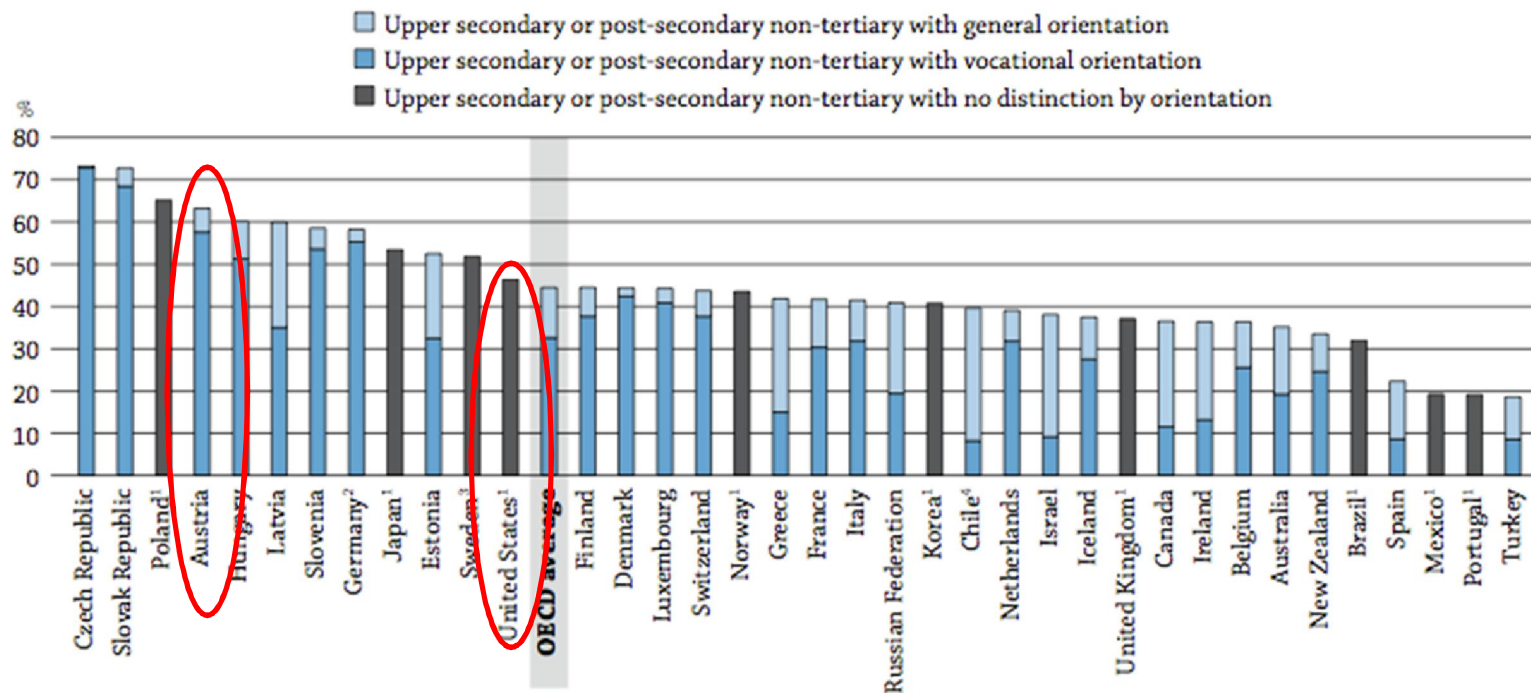 Upper secondary or post-secondary non-tertiary with general orientation
Upper secondary or post-secondary non-tertiary with vocational orientation
Upper secondary or post-secondary non-tertiary with no distinction by orientation
%
80
70
60
50
40
30
20
10
0
Czech Republic
Slovak Republic
Poland¹
Austria
Hungary
Latvia
Slovenia
Germany²
Japan¹
Estonia
Sweden³
United States¹
OECD average
Finland
Denmark
Luxembourg
Switzerland
Norway¹
Greece
France
Italy
Russian Federation
Korea¹
Chile⁴
Netherlands
Israel
Iceland
United Kingdom¹
Canada
Ireland
Belgium
Australia
New Zealand
Brazil¹
Spain
Mexico¹
Portugal¹
Turkey